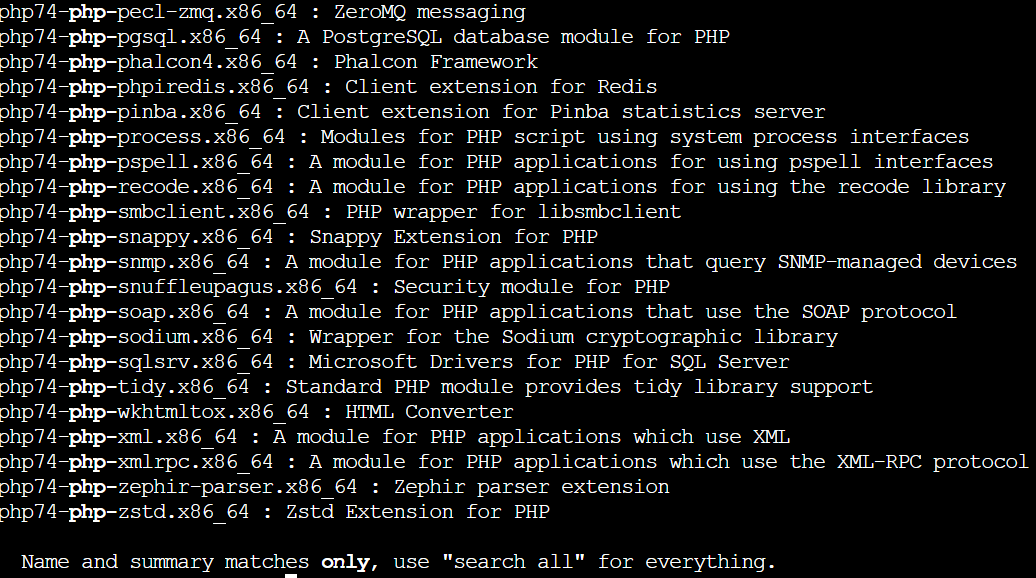 php74-php-pecl-zmq.x86_64 : ZeroMQ messaging
php74-php-pgsql.x86_64 : A PostgreSQL database module for PHP
php74-php-phalcon4.x86_64 : Phalcon Framework
php74-php-phpiredis.x86_64 : Client extension for Redis
php74-php-pinba.x86_64 : Client extension for Pinba statistics server
php74-php-process.x86_64 : Modules for PHP script using system process interfaces
php74-php-pspell.x86_64 : A module for PHP applications for using pspell interfaces
php74-php-recode.x86_64 : A module for PHP applications for using the recode library
php74-php-smbclient.x86_64 : PHP wrapper for libsmbclient
php74-php-snappy.x86_64 : Snappy Extension for PHP
php74-php-snmp.x86_64 : A module for PHP applications that query SNMP-managed devices
php74-php-snuffleupagus.x86_64 : Security module for PHP
php74-php-soap.x86_64 : A module for PHP applications that use the SOAP protocol
php74-php-sodium.x86_64 : Wrapper for the Sodium cryptographic library
php74-php-sqlsrv.x86_64 : Microsoft Drivers for PHP for SQL Server
php74-php-tidy.x86_64 : Standard PHP module provides tidy library support
php74-php-wkhtmltox.x86_64 : HTML Converter
php74-php-xml.x86_64 : A module for PHP applications which use XML
php74-php-xmlrpc.x86_64 : A module for PHP applications which use the XML-RPC protocol
php74-php-zephir-parser.x86_64 : Zephir parser extension
php74-php-zstd.x86_64 : Zstd Extension for PHP
Name and summary matches only, use "search all" for everything.